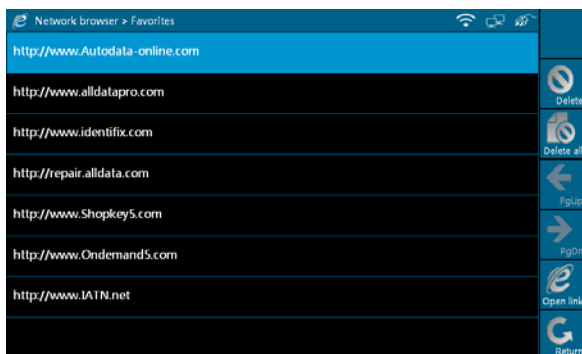 Network browser > Favorites
http://www.Autodata-online.com
http://www.alldatapro.com
http://www.identifix.com
http://repair.alldata.com
http://www.Shopkey5.com
http://www.Ondemand5.com
http://www.IATN.net
Delete
Delete all
PgUp
PgDn
Open link
Return